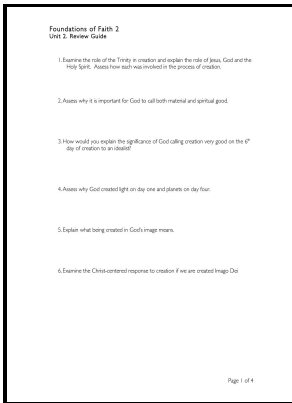 Foundations of Faith 2
Unit 2. Review Guide
1. Examine the role of the Trinity in creation and explain the role of Jesus, God and the
Holy Spirit. Assess how each was involved in the process of creation.
2. Assess why it is important for God to call both material and spiritual good.
3. How would you explain the significance of God calling creation very good on the 6th
day of creation to an idealist?
4. Assess why God created light on day one and planets on day four.
5. Explain what being created in God's image means.
6. Examine the Christ-centered response to creation if we are created Imago Dei
Page 1 of 4